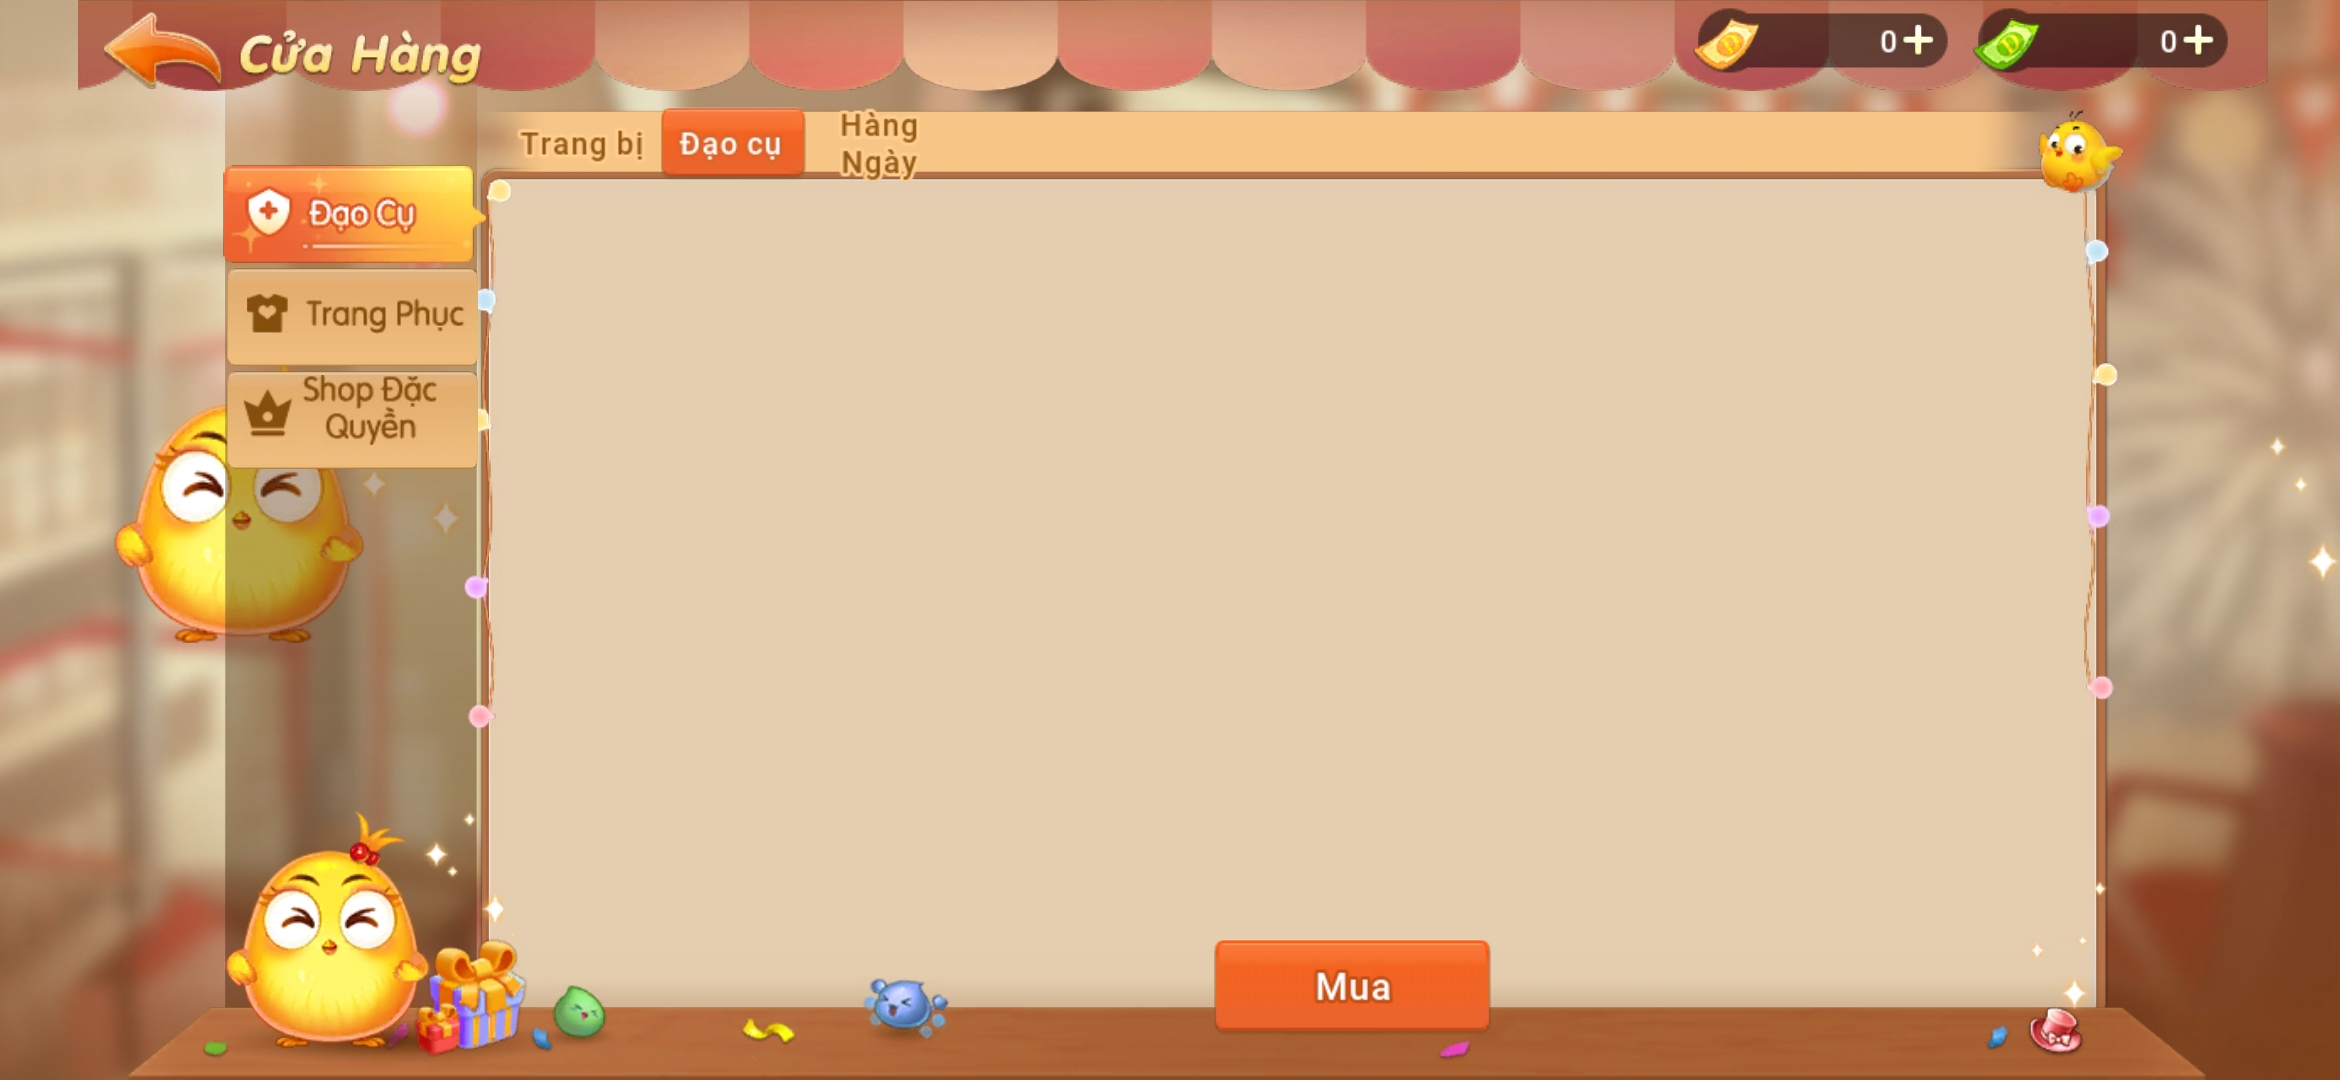 Cửa Hàng
0
0
Trang bị
Đạo cụ
Hàng
Ngày
Đạo Cụ
Trang Phục
Shop Đặc
Quyền
Mua